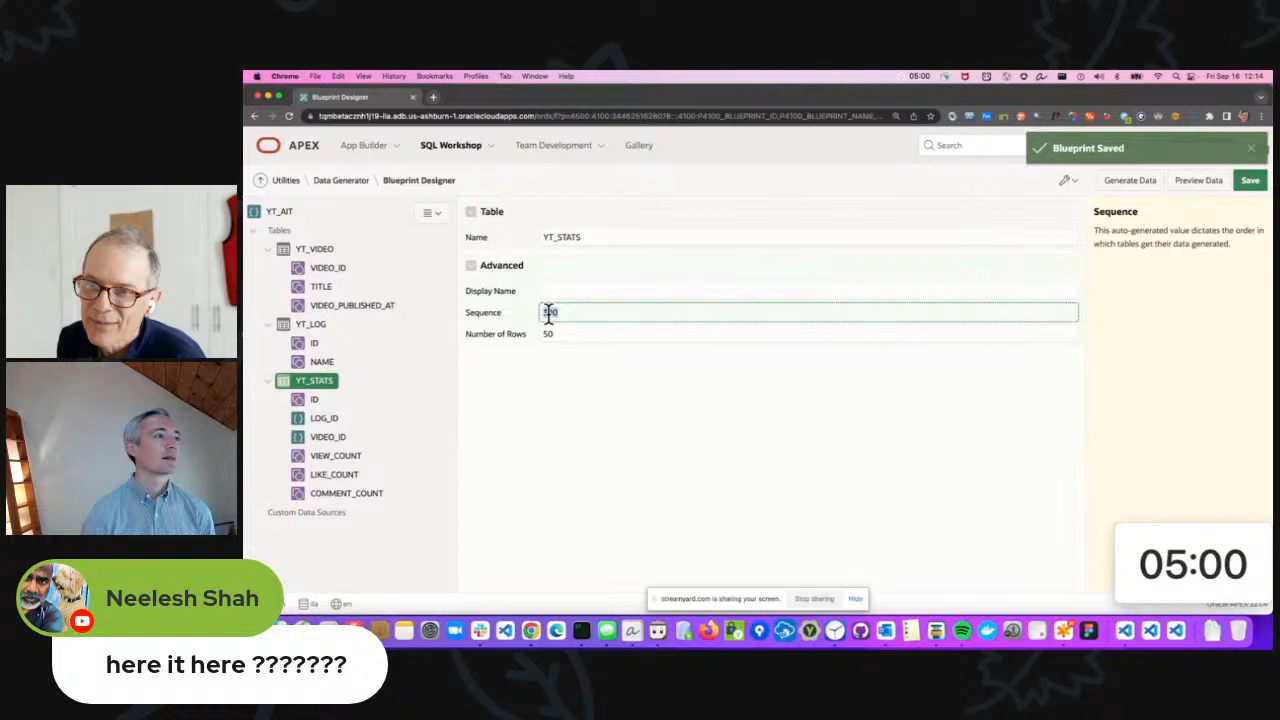 Chrome File Edit View History Bookmarks Profiles Tab Window Help 05:00 Fri Sep 16 12:14
Blueprint Designer
APEX App Builder SQL Workshop Team Development Gallery Search
Blueprint Saved
Utilities Data Generator Blueprint Designer Generate Data Preview Data Save
YT_AIT
Tables
YT_VIDEO
VIDEO_ID
TITLE
VIDEO_PUBLISHED_AT
YT_LOG
ID
NAME
YT_STATS
ID
LOG_ID
VIDEO_ID
VIEW_COUNT
LIKE_COUNT
COMMENT_COUNT
Custom Data Sources
Table
Name YT_STATS
Advanced
Display Name
Sequence
Number of Rows 50
Sequence
This auto-generated value dictates the order in
which tables get their data generated.
05:00
streamyard.com is sharing your screen. Stop sharing Hide
ila en
Neelesh Shah
here it here ???????